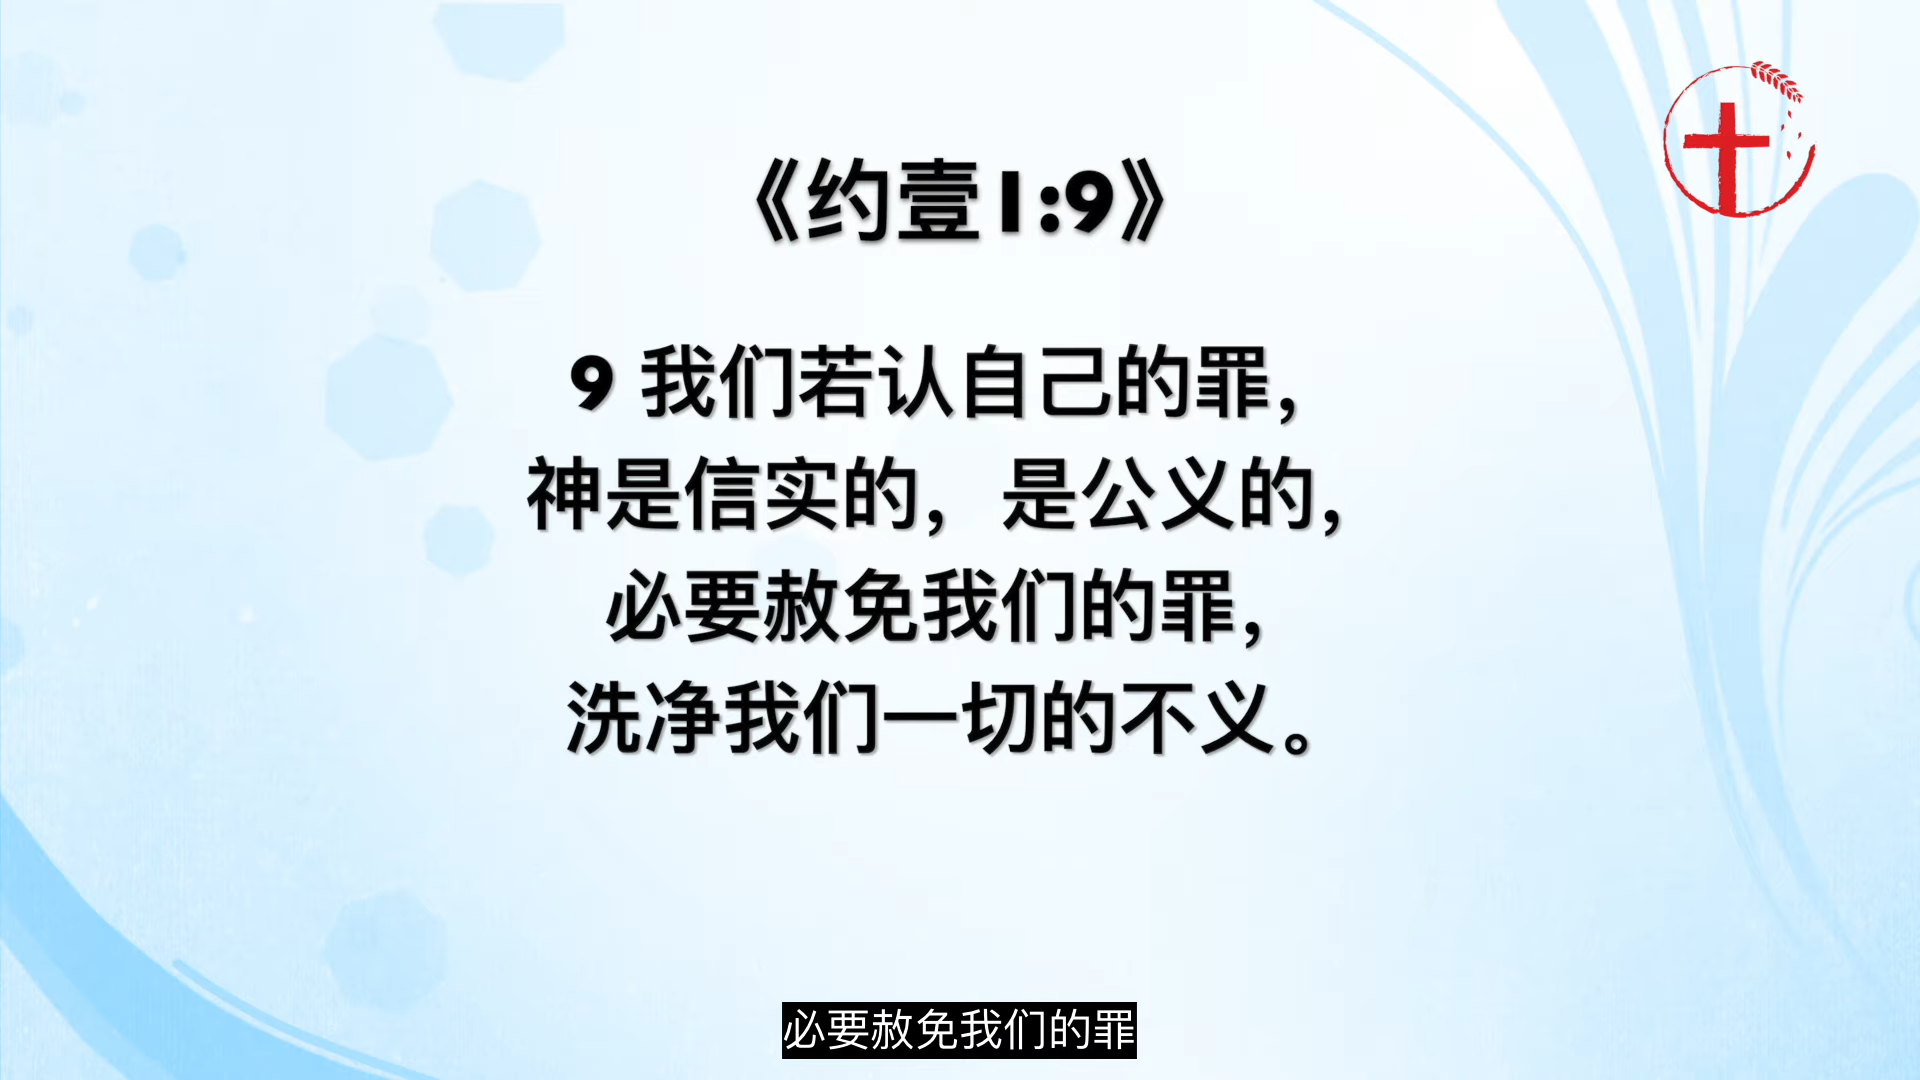 《约壹1:9》
9 我们若认自己的罪，
神是信实的，是公义的，
必要赦免我们的罪，
洗净我们一切的不义。
必要赦免我们的罪